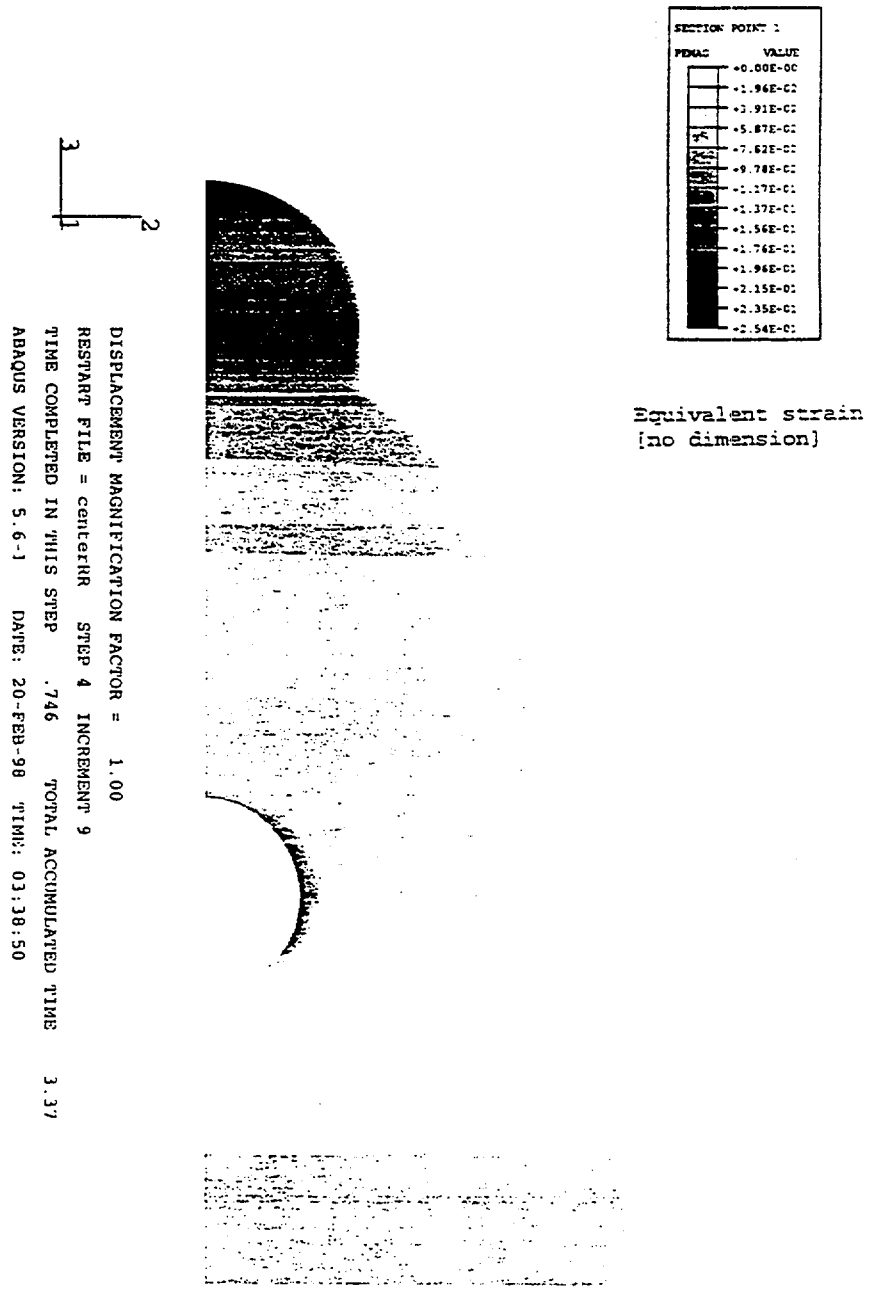 SECTION POINT 1
PEMAG VALUE
+0.00E-00
+1.96E-02
+3.91E-02
+5.87E-02
+7.82E-02
+9.78E-02
+1.17E-01
+1.37E-01
+1.56E-01
+1.76E-01
+1.96E-01
+2.15E-01
+2.35E-01
+2.54E-01
Equivalent strain
[no dimension]
3
2
1
DISPLACEMENT MAGNIFICATION FACTOR = 1.00
RESTART FILE = centerRR STEP 4 INCREMENT 9
TIME COMPLETED IN THIS STEP .746 TOTAL ACCUMULATED TIME 3.37
ABAQUS VERSION: 5.6-1 DATE: 20-FEB-98 TIME: 03:38:50